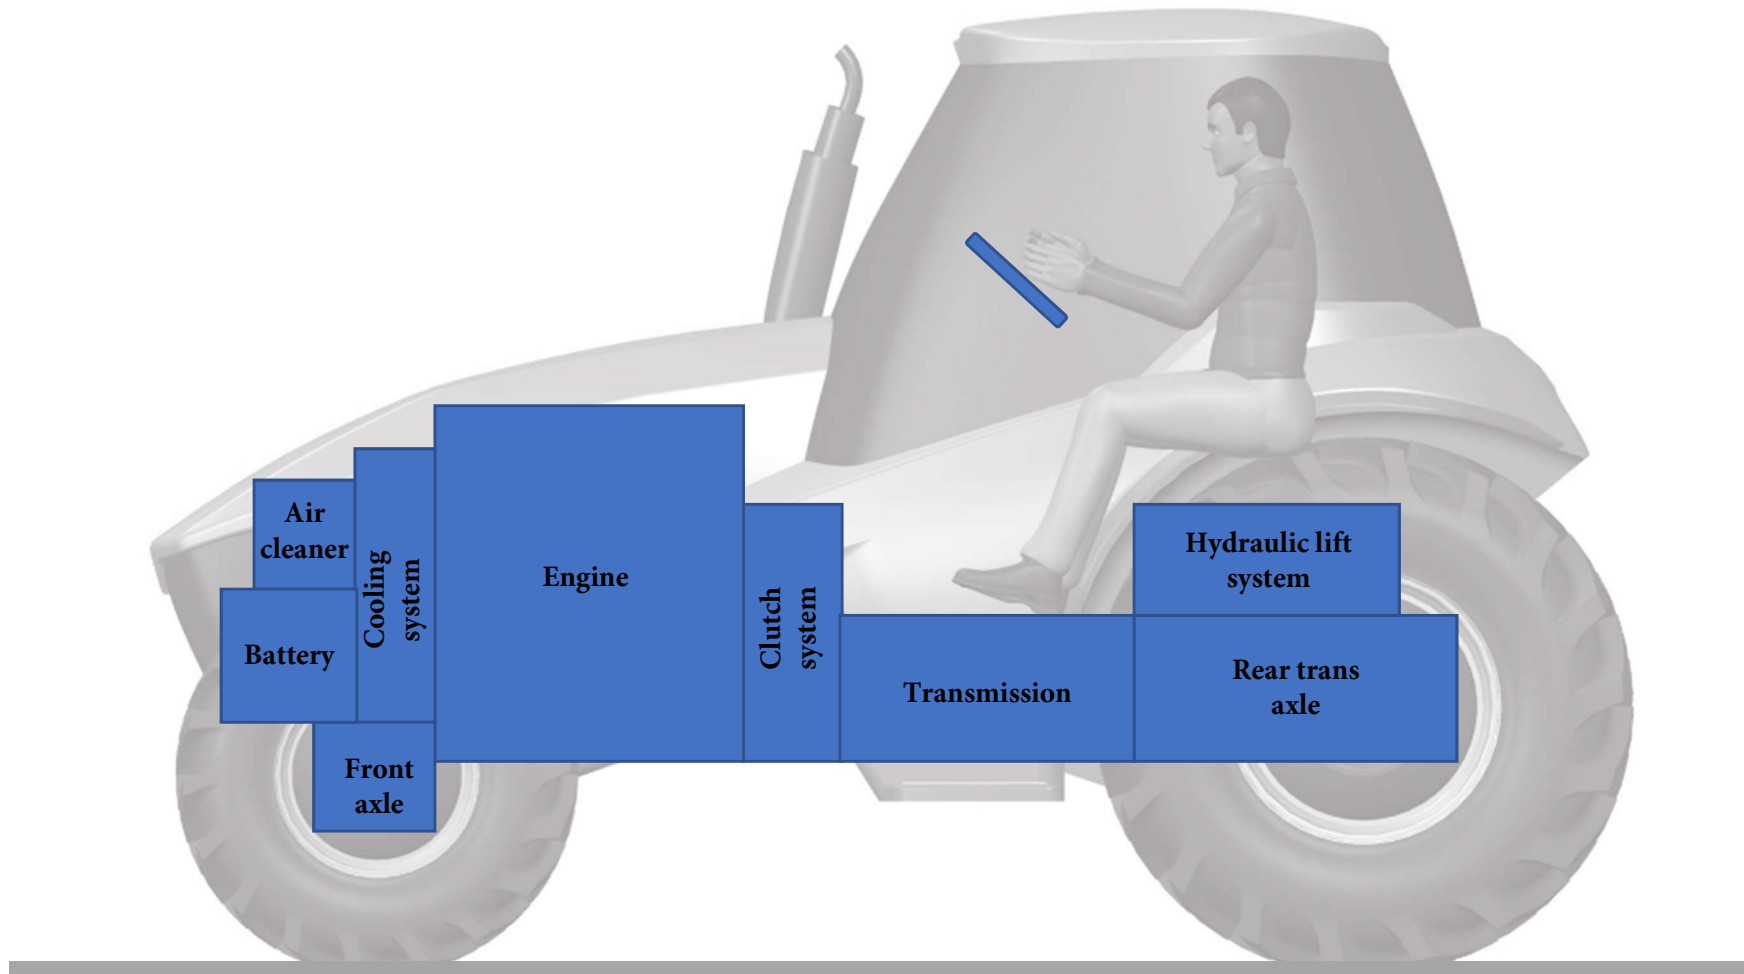 Air
cleaner
Battery
Cooling
system
Front
axle
Engine
Clutch
system
Transmission
Hydraulic lift
system
Rear trans
axle